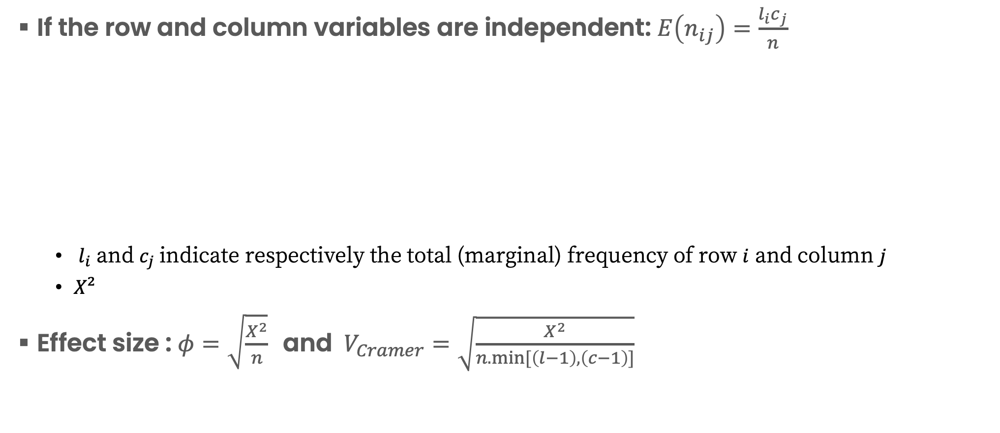 ▪ If the row and column variables are independent: $E(n_{ij}) = \frac{l_i c_j}{n}$
• $l_i$ and $c_j$ indicate respectively the total (marginal) frequency of row $i$ and column $j$
• $X^2$
▪ Effect size : $\phi = \sqrt{\frac{X^2}{n}}$ and $V_{Cramer} = \sqrt{\frac{X^2}{n.\min[(l-1),(c-1)]}}$